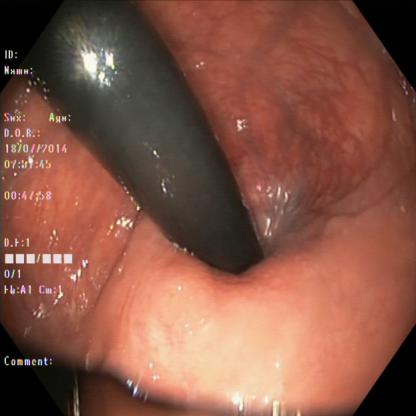 ID:
Name:
Sex: Age:
D.O.B.:
18/07/2014
00:47:58
D.F:1
■■■/■■■
0/1
Eh:A1 Cm:1
Comment: